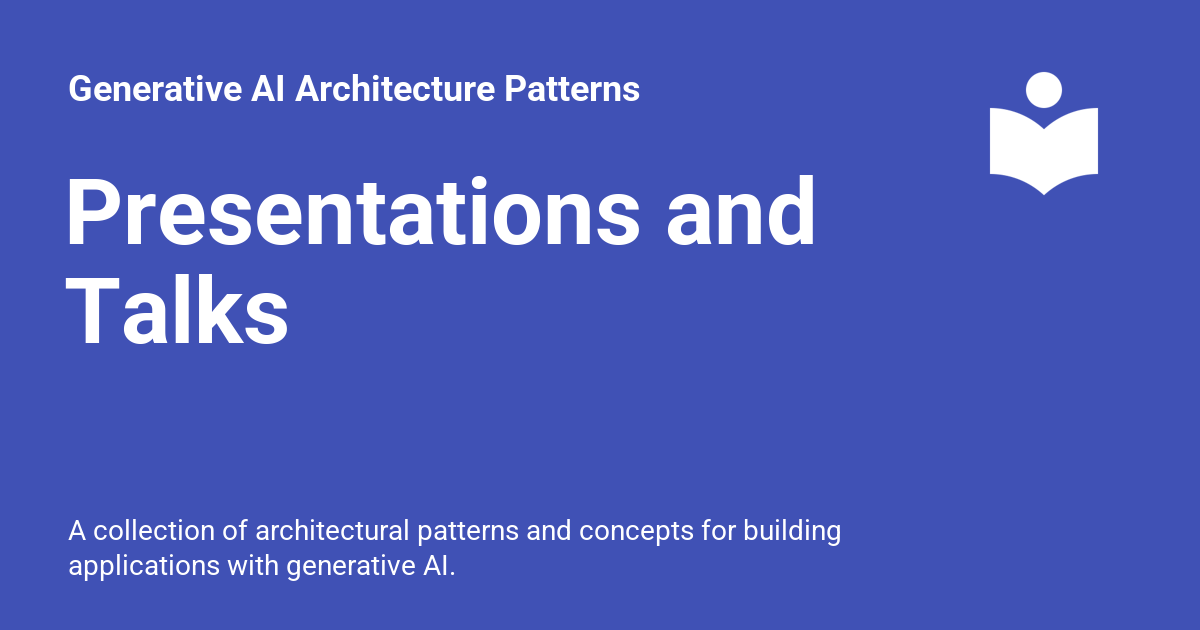 Generative AI Architecture Patterns
Presentations and
Talks
A collection of architectural patterns and concepts for building
applications with generative AI.